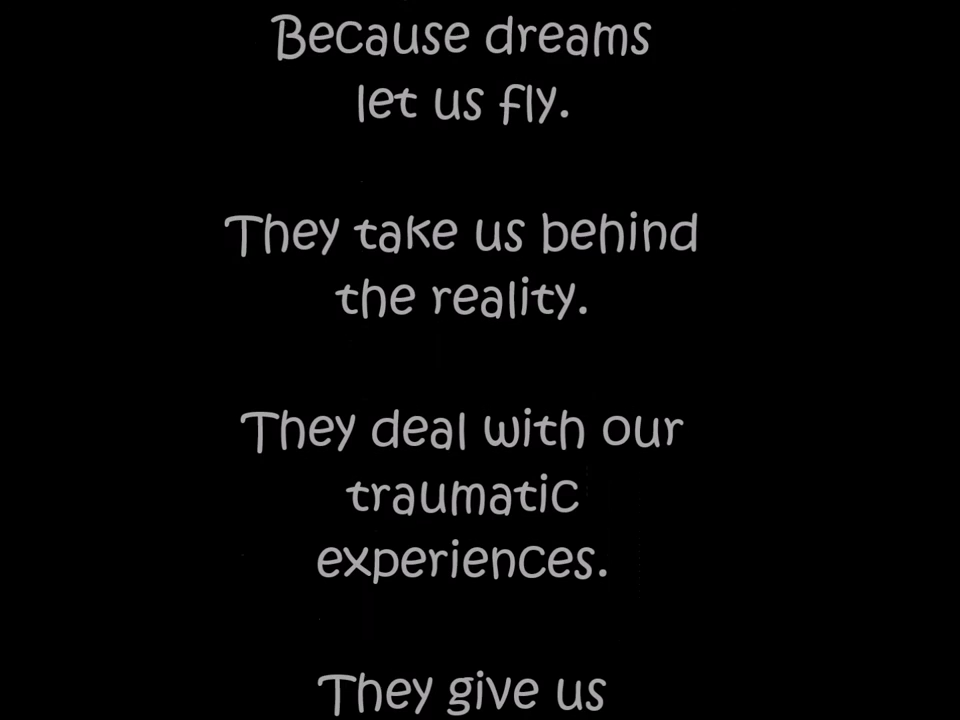 Because dreams
let us fly.
They take us behind
the reality.
They deal with our
traumatic
experiences.
They give us